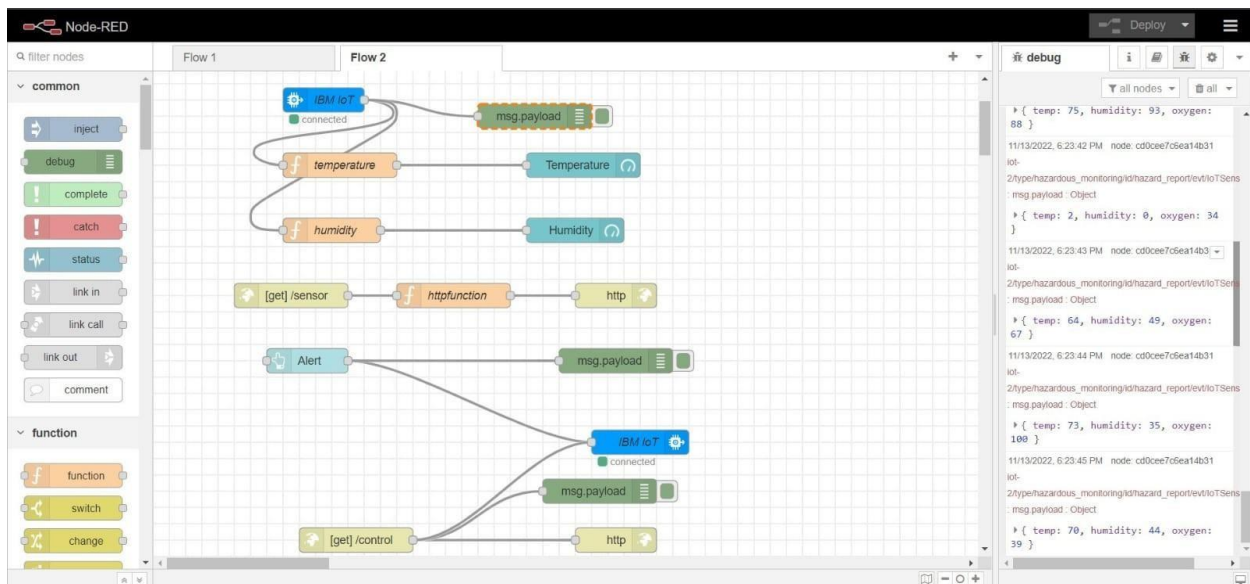 Node-RED
Deploy
filter nodes
common
inject
debug
complete
catch
status
link in
link call
link out
comment
function
function
switch
change
Flow 1
Flow 2
IBM IoT
connected
msg.payload
temperature
Temperature
humidity
Humidity
[get] /sensor
httpfunction
http
Alert
msg.payload
IBM IoT
connected
msg.payload
[get] /control
http
debug
i
all nodes
all
{ temp: 75, humidity: 93, oxygen:
88 }
11/13/2022, 6:23:42 PM node: cd0cee7c6ea14b31
iot-
2/type/hazardous_monitoring/id/hazard_report/evt/IoTSens
: msg.payload : Object
{ temp: 2, humidity: 0, oxygen: 34
}
11/13/2022, 6:23:43 PM node: cd0cee7c6ea14b3
iot-
2/type/hazardous_monitoring/id/hazard_report/evt/IoTSens
: msg.payload : Object
{ temp: 64, humidity: 49, oxygen:
67 }
11/13/2022, 6:23:44 PM node: cd0cee7c6ea14b31
iot-
2/type/hazardous_monitoring/id/hazard_report/evt/IoTSens
: msg.payload : Object
{ temp: 73, humidity: 35, oxygen:
100 }
11/13/2022, 6:23:45 PM node: cd0cee7c6ea14b31
iot-
2/type/hazardous_monitoring/id/hazard_report/evt/IoTSens
: msg.payload : Object
{ temp: 70, humidity: 44, oxygen:
39 }